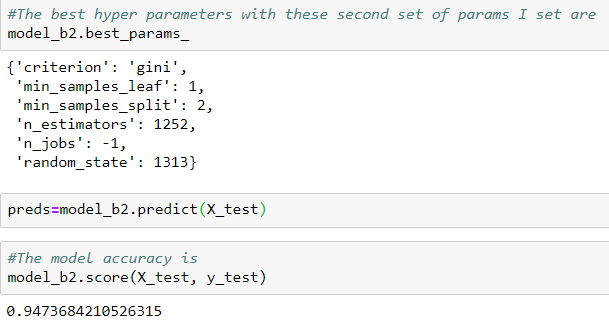 #The best hyper parameters with these second set of params I set are
model_b2.best_params_
{'criterion': 'gini',
 'min_samples_leaf': 1,
 'min_samples_split': 2,
 'n_estimators': 1252,
 'n_jobs': -1,
 'random_state': 1313}
preds=model_b2.predict(X_test)
#The model accuracy is
model_b2.score(X_test, y_test)
0.9473684210526315